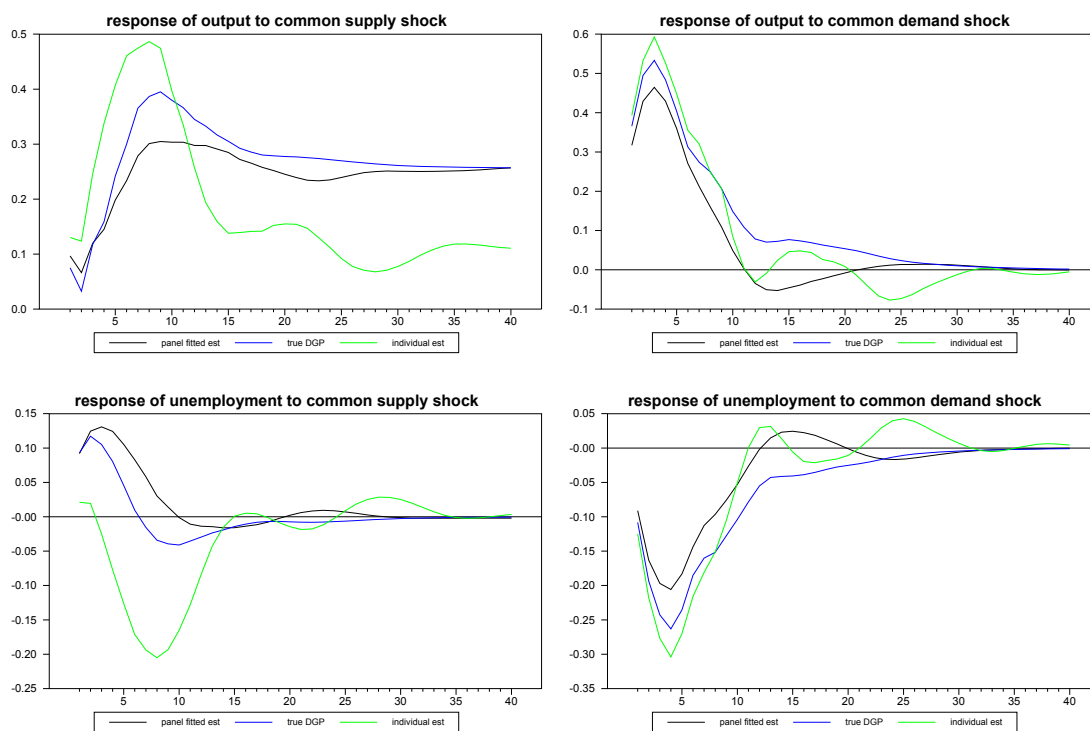 response of output to common supply shock
0.5
0.4
0.3
0.2
0.1
0.0
5 10 15 20 25 30 35 40
panel fitted est true DGP individual est
response of output to common demand shock
0.6
0.5
0.4
0.3
0.2
0.1
0.0
-0.1
5 10 15 20 25 30 35 40
panel fitted est true DGP individual est
response of unemployment to common supply shock
0.15
0.10
0.05
-0.00
-0.05
-0.10
-0.15
-0.20
-0.25
5 10 15 20 25 30 35 40
panel fitted est true DGP individual est
response of unemployment to common demand shock
0.05
-0.00
-0.05
-0.10
-0.15
-0.20
-0.25
-0.30
-0.35
5 10 15 20 25 30 35 40
panel fitted est true DGP individual est